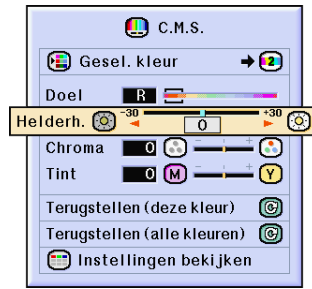 C.M.S.
Gesel. kleur 2
Doel R
Helderh. -30 0 +30
Chroma 0 - +
Tint 0 M - + Y
Terugstellen (deze kleur)
Terugstellen (alle kleuren)
Instellingen bekijken